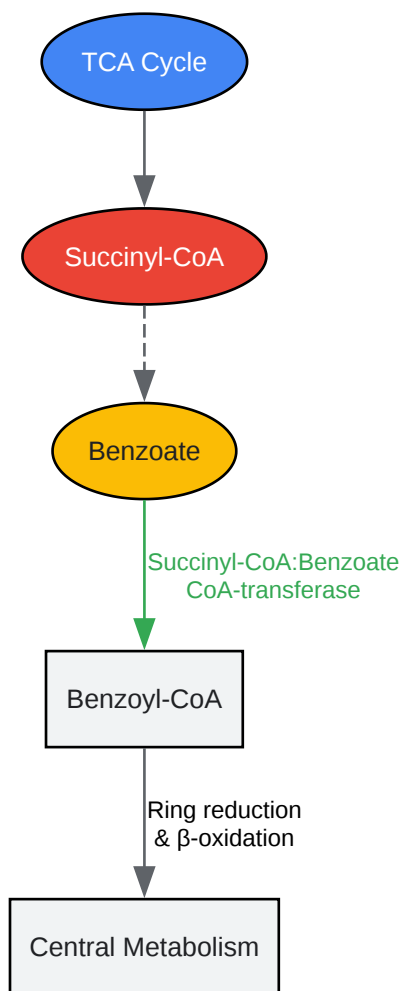 TCA Cycle
Succinyl-CoA
Benzoate
Succinyl-CoA:Benzoate
CoA-transferase
Benzoyl-CoA
Ring reduction
& β-oxidation
Central Metabolism